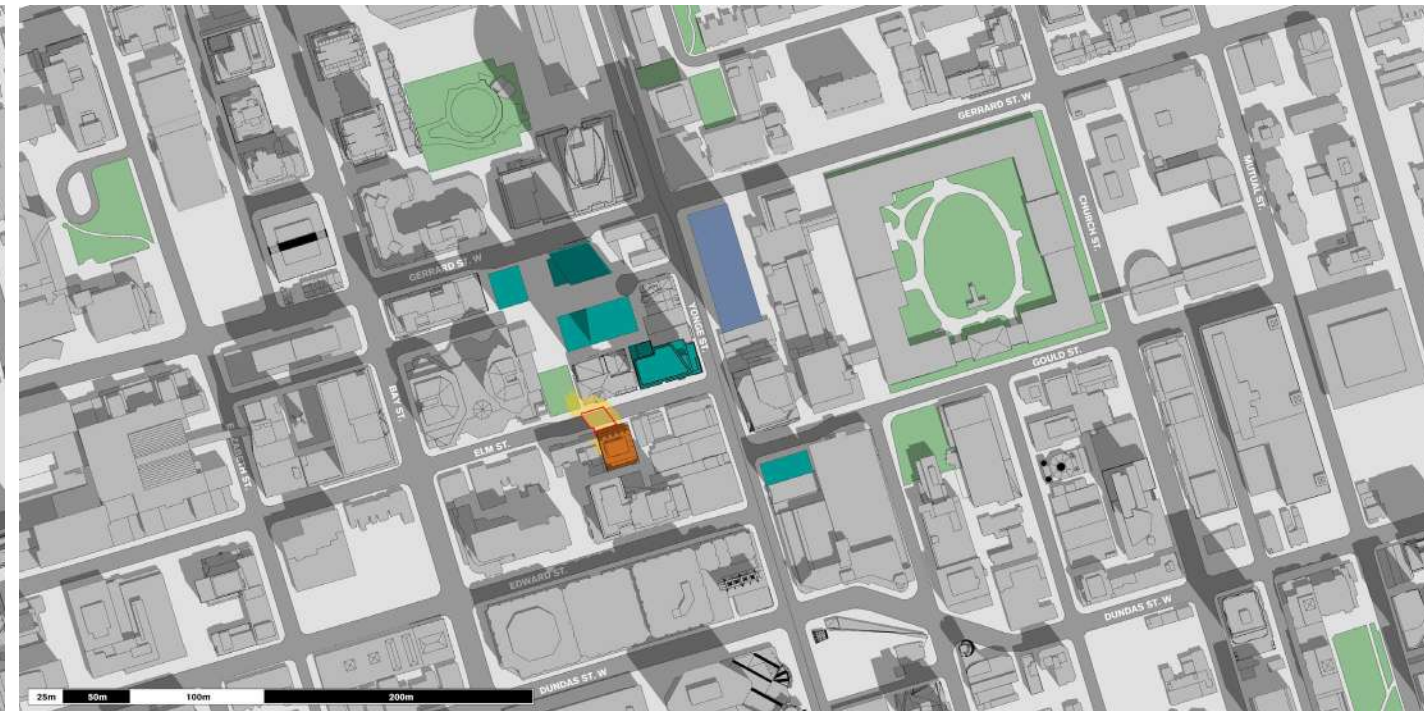 GERRARD ST. W
MUTUAL ST.
CHURCH ST.
GERRARD ST. W
YONGE ST.
GOULD ST.
BAY ST.
ELM ST.
EDWARD ST.
DUNDAS ST. W
DUNDAS ST. W
25m 50m 100m 200m